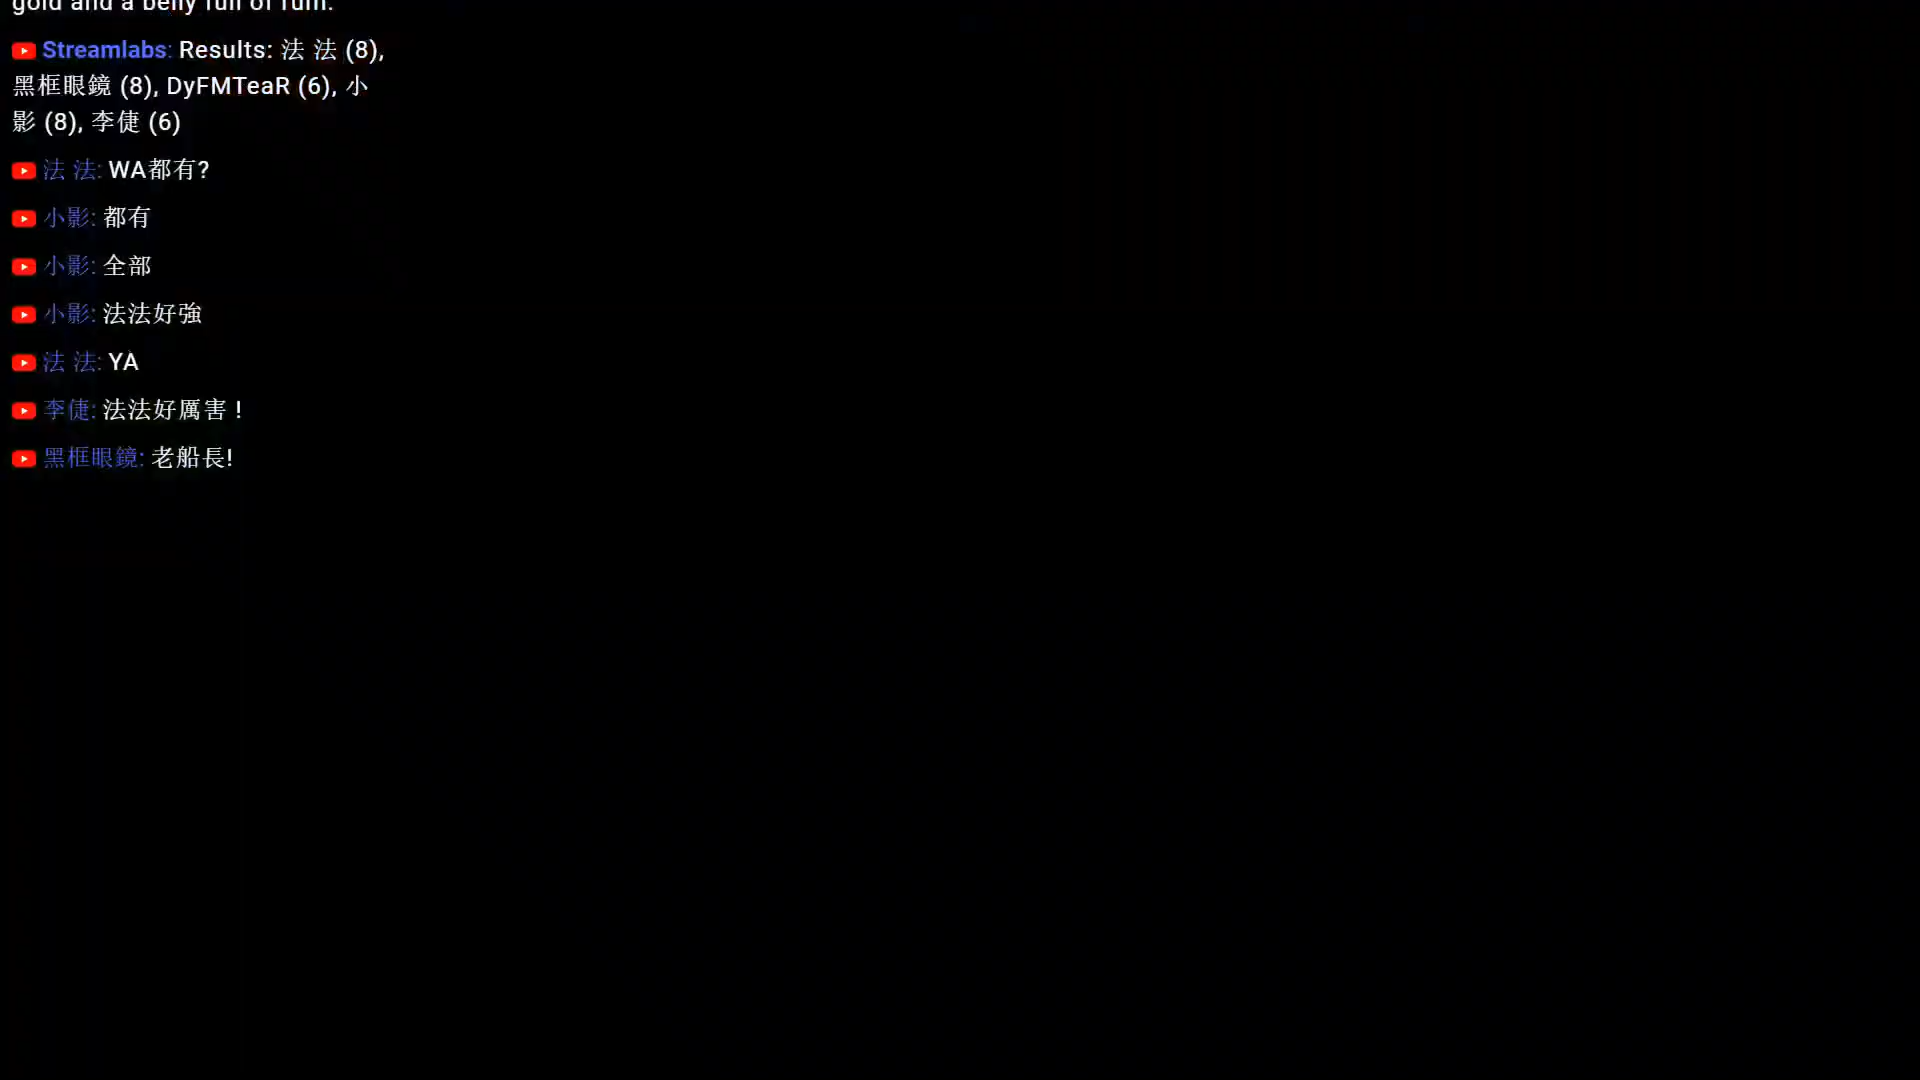 gold and a belly full of rum.
Streamlabs: Results: 法 法 (8),
黑框眼鏡 (8), DyFMTeaR (6), 小
影 (8), 李倢 (6)
法 法: WA都有?
小影: 都有
小影: 全部
小影: 法法好強
法 法: YA
李倢: 法法好厲害 !
黑框眼鏡: 老船長!